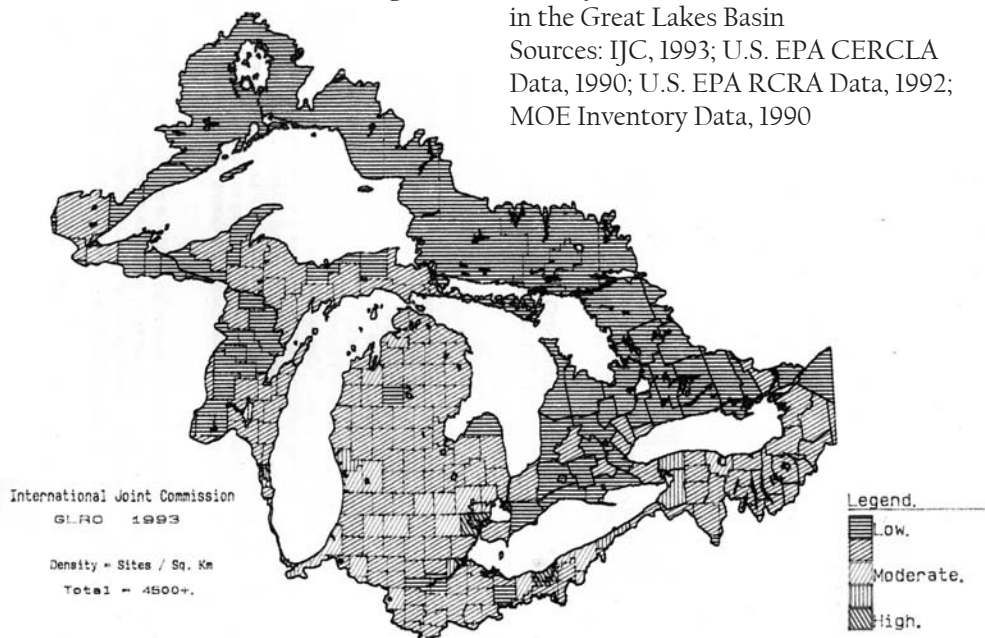 in the Great Lakes Basin
Sources: IJC, 1993; U.S. EPA CERCLA
Data, 1990; U.S. EPA RCRA Data, 1992;
MOE Inventory Data, 1990
International Joint Commission
GLRO 1993
Density = Sites / Sq. Km
Total = 4500+.
Legend.
Low.
Moderate.
High.